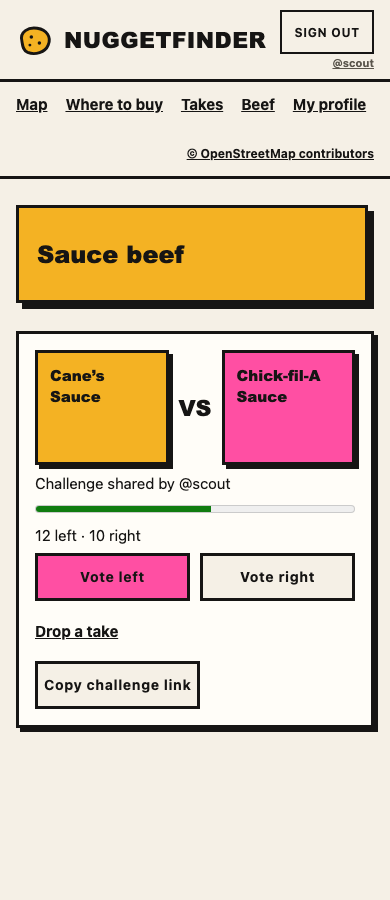 NUGGETFINDER
SIGN OUT
@scout
Map Where to buy Takes Beef My profile
© OpenStreetMap contributors
Sauce beef
Cane’s
Sauce
VS
Chick-fil-A
Sauce
Challenge shared by @scout
12 left · 10 right
Vote left
Vote right
Drop a take
Copy challenge link